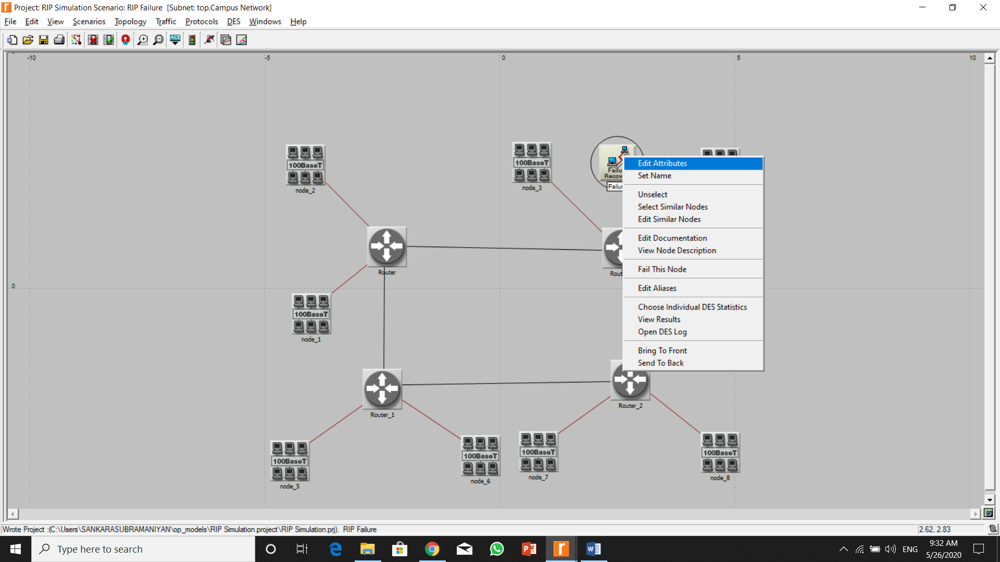 Project: RIP Simulation Scenario: RIP Failure [Subnet: top.Campus Network]
File Edit View Scenarios Topology Traffic Protocols DES Windows Help
ACE
-10 -5 0 5 10
0
100BaseT
node_2
100BaseT
node_3
Edit Attributes
Set Name
Unselect
Select Similar Nodes
Edit Similar Nodes
Edit Documentation
View Node Description
Fail This Node
Edit Aliases
Choose Individual DES Statistics
View Results
Open DES Log
Bring To Front
Send To Back
Router
100BaseT
node_1
Router_1
Router_2
100BaseT
node_5
100BaseT
node_6
100BaseT
node_7
100BaseT
node_8
Wrote Project :(C:\Users\SANKARASUBRAMANIYAN\op_models\RIP Simulation.project\RIP Simulation.prj). RIP Failure
2.62, 2.83
Type here to search
ENG
9:32 AM
5/26/2020